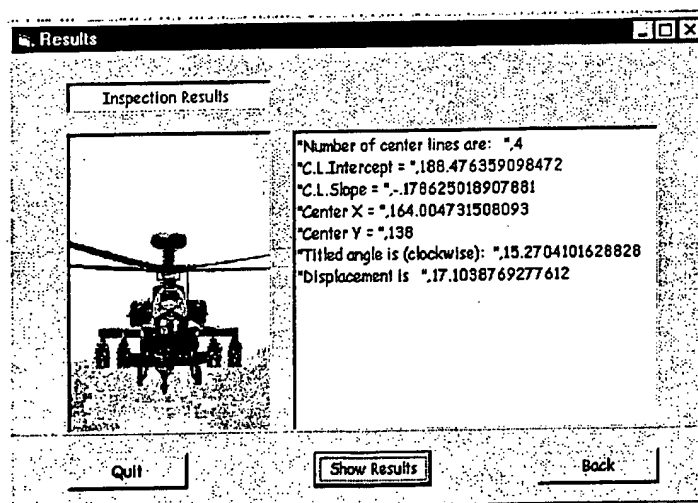 Results
Inspection Results
"Number of center lines are:   ",4
"C.L.Intercept = ",188.476359098472
"C.L.Slope = ",-.178625018907881
"Center X = ",164.004731508093
"Center Y = ",138
"Titled angle is (clockwise):  ",15.2704101628828
"Displacement is   ",17.1038769277612
Quit
Show Results
Back